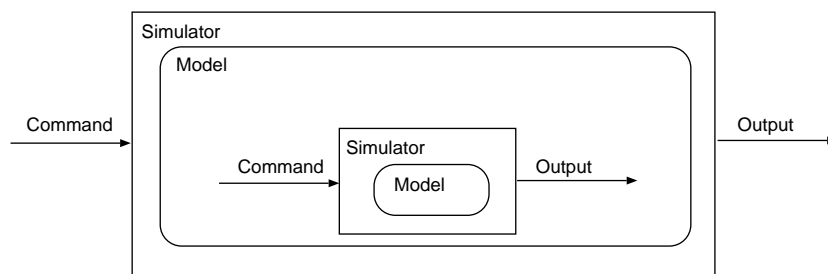 Simulator
Model
Command
Output
Simulator
Command
Output
Model